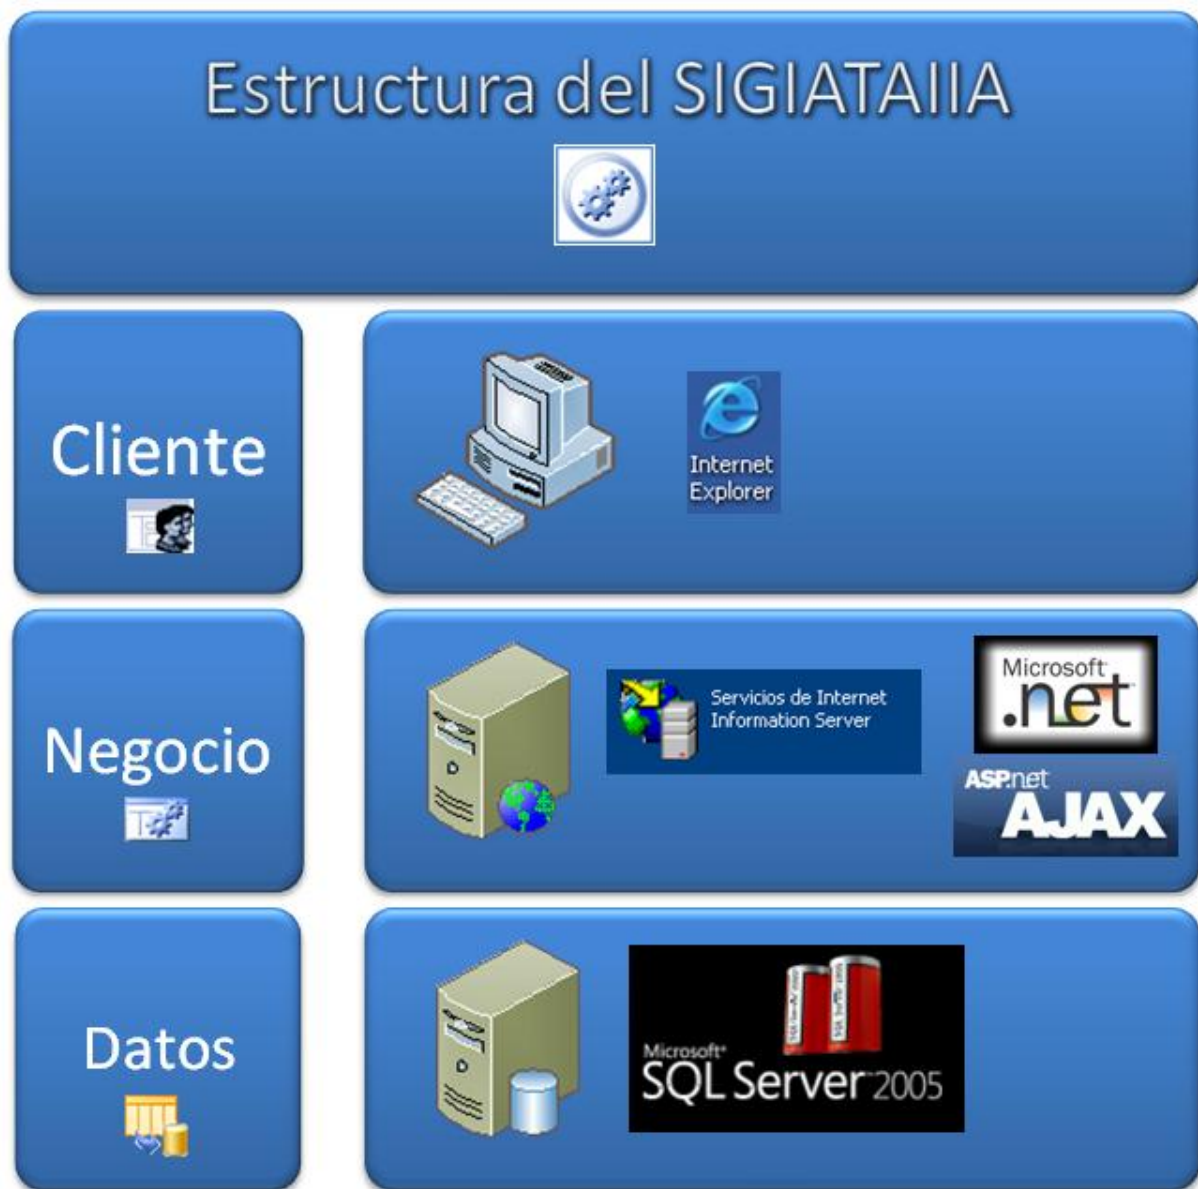 Estructura del SIGIATAIIA
Cliente
Internet
Explorer
Negocio
Servicios de Internet
Information Server
Microsoft
.net
ASP.net
AJAX
Datos
Microsoft®
SQL Server 2005